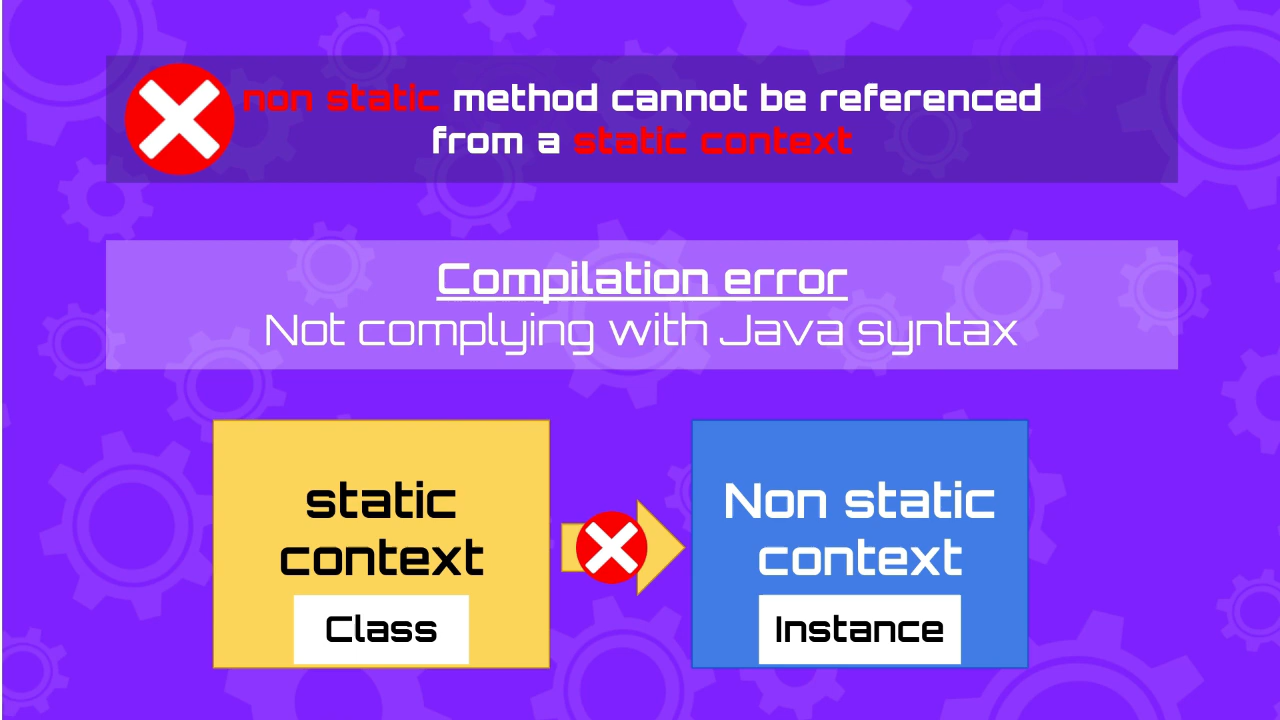 non static method cannot be referenced
from a static context
Compilation error
Not complying with Java syntax
static
context
Class
Non static
context
Instance